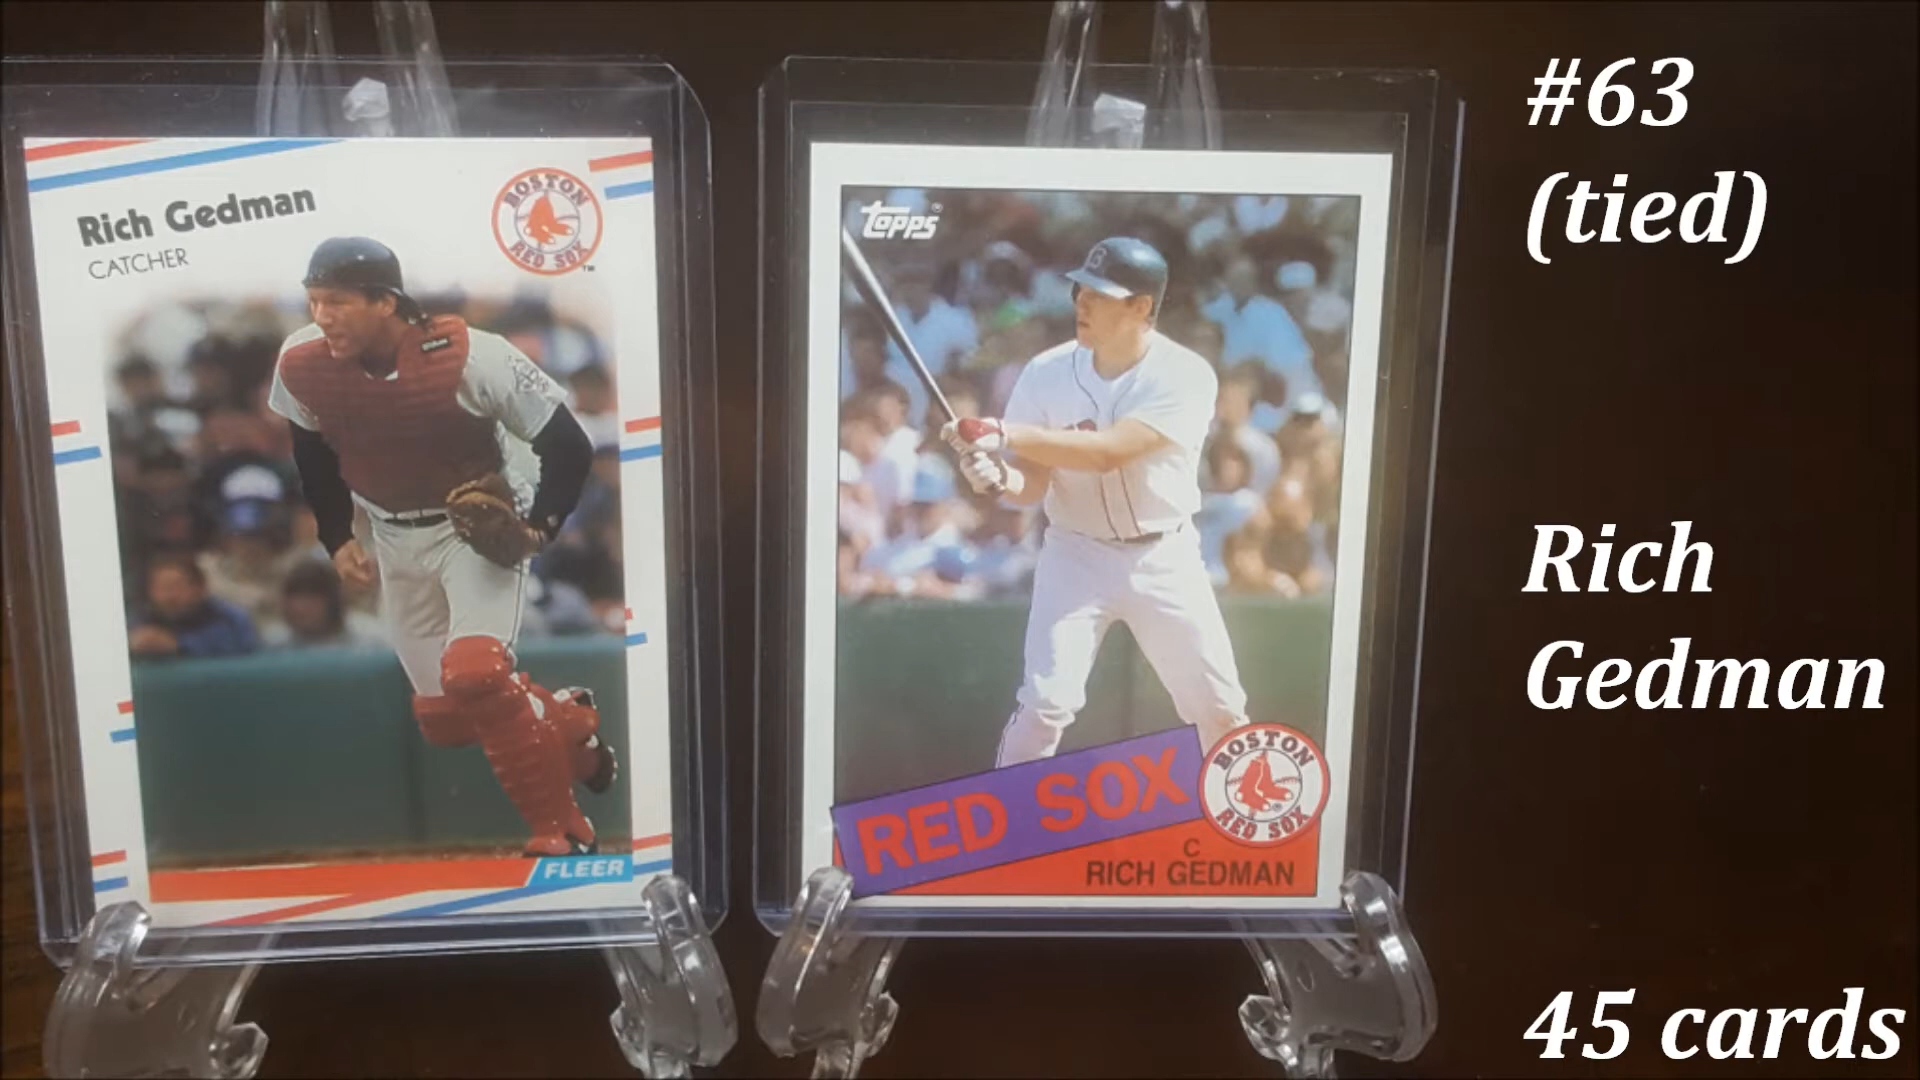 Rich Gedman
CATCHER
BOSTON
RED SOX
™
FLEER
Topps
RED SOX
BOSTON
RED SOX
C
RICH GEDMAN
#63
(tied)
Rich
Gedman
45 cards